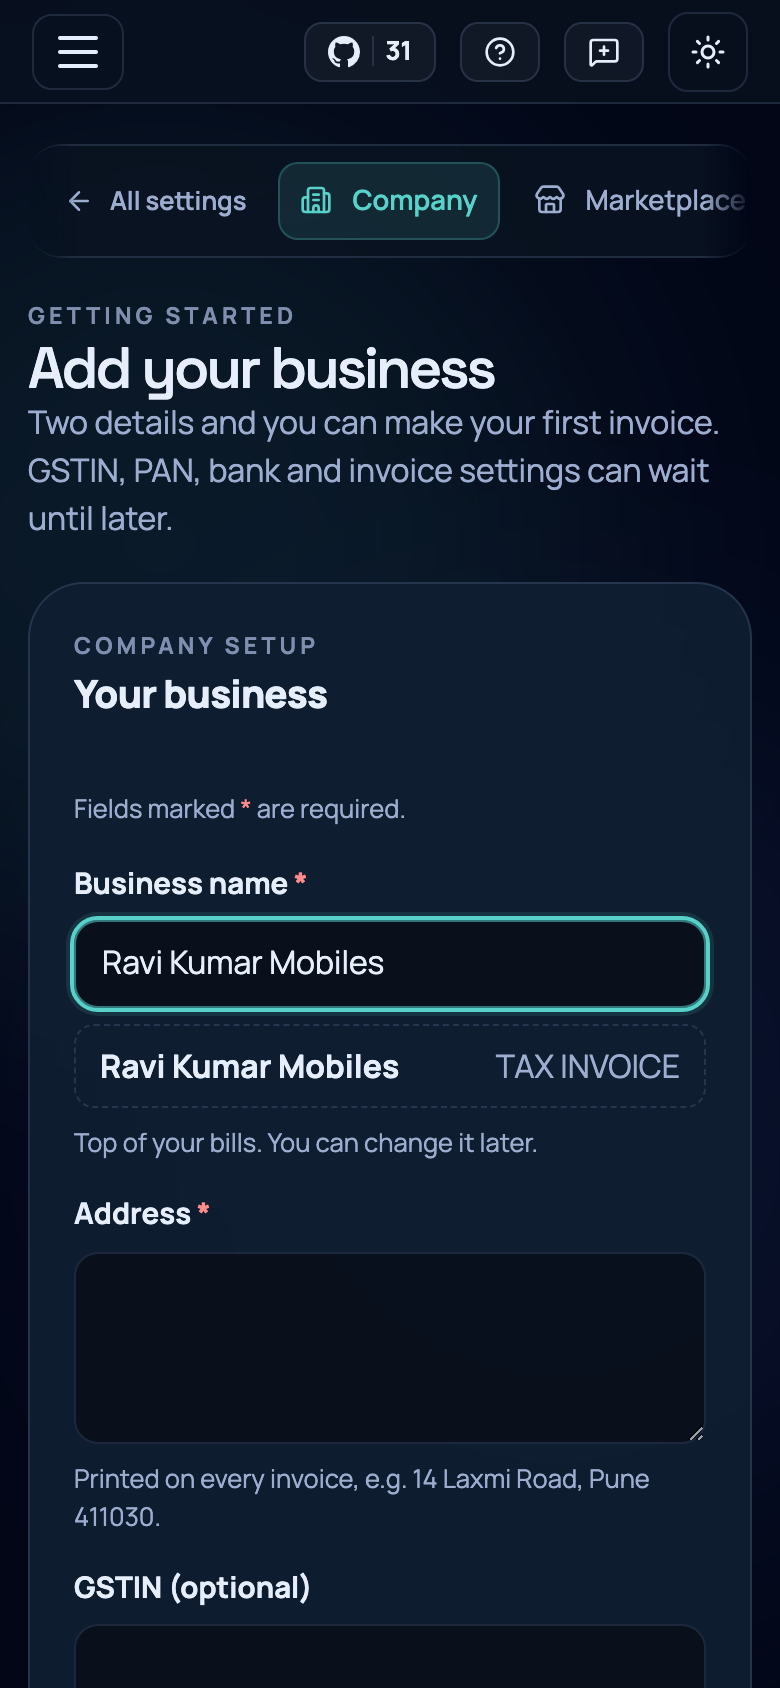 31
All settings
Company
Marketplace
GETTING STARTED
Add your business
Two details and you can make your first invoice.
GSTIN, PAN, bank and invoice settings can wait
until later.
COMPANY SETUP
Your business
Fields marked * are required.
Business name *
Ravi Kumar Mobiles
Ravi Kumar Mobiles TAX INVOICE
Top of your bills. You can change it later.
Address *
Printed on every invoice, e.g. 14 Laxmi Road, Pune
411030.
GSTIN (optional)